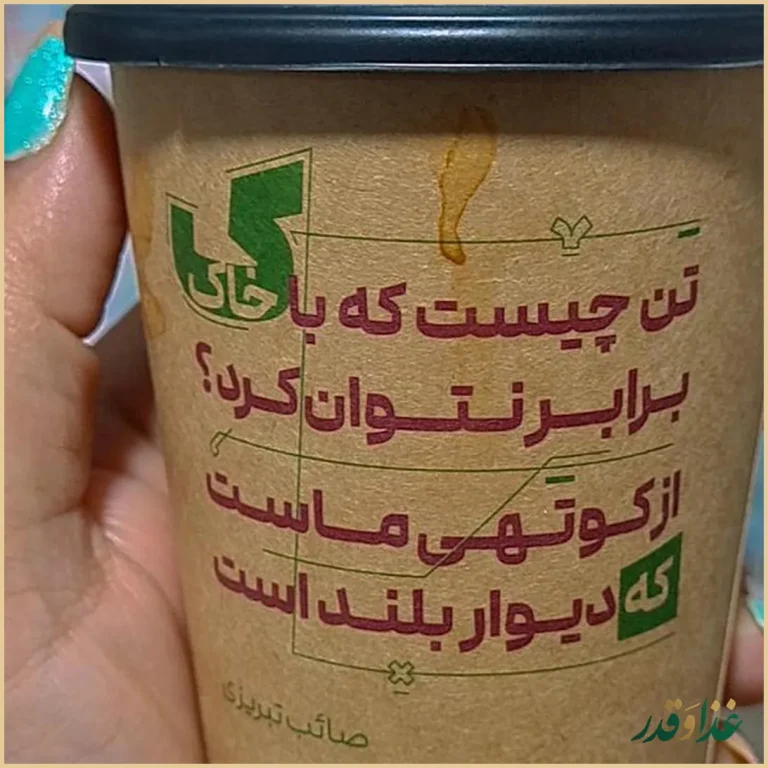 تن چیست که با خاک
برابر نتوان کرد؟
از کوتهی ماست
که دیوار بلند است
صائب تبریزی
غذا و قدر